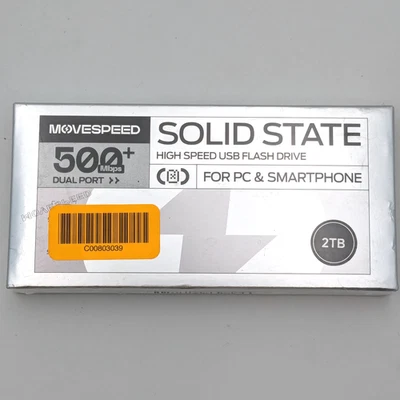 MOVESPEED
500+
Mbps
DUAL PORT >>
SOLID STATE
HIGH SPEED USB FLASH DRIVE
FOR PC & SMARTPHONE
2TB
C00803039